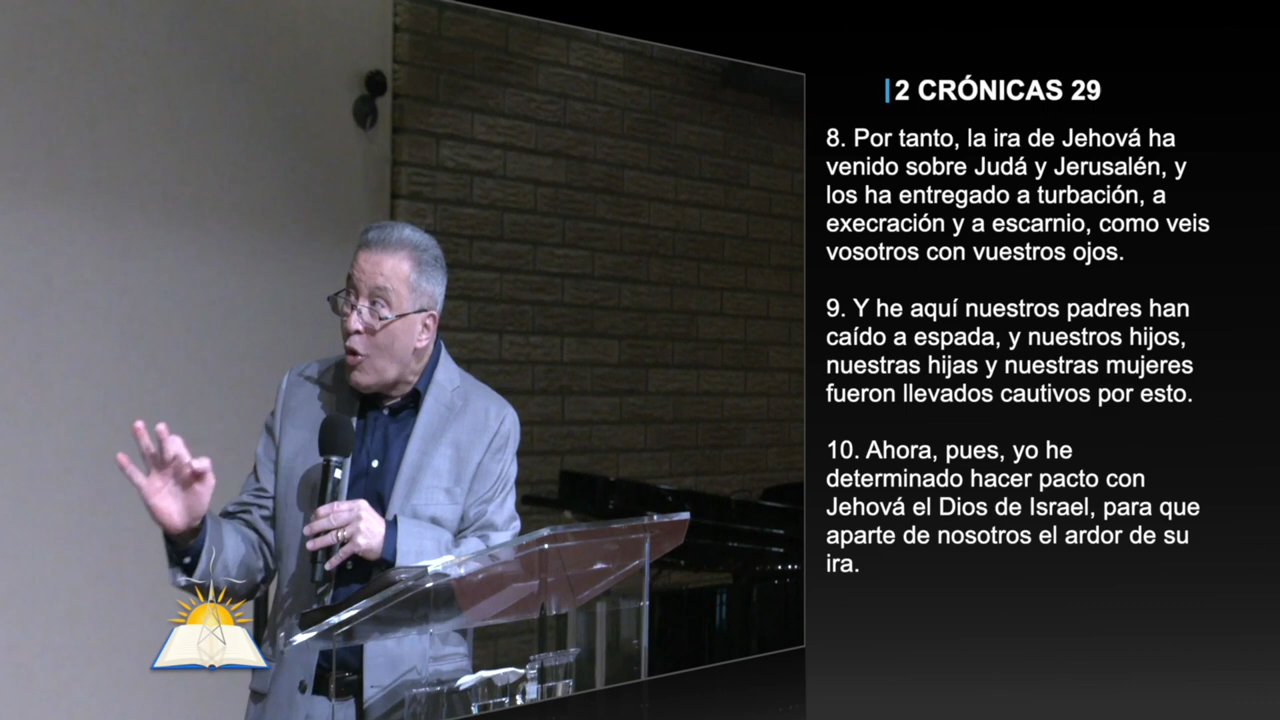 2 CRÓNICAS 29
8. Por tanto, la ira de Jehová ha
venido sobre Judá y Jerusalén, y
los ha entregado a turbación, a
execración y a escarnio, como veis
vosotros con vuestros ojos.
9. Y he aquí nuestros padres han
caído a espada, y nuestros hijos,
nuestras hijas y nuestras mujeres
fueron llevados cautivos por esto.
10. Ahora, pues, yo he
determinado hacer pacto con
Jehová el Dios de Israel, para que
aparte de nosotros el ardor de su
ira.